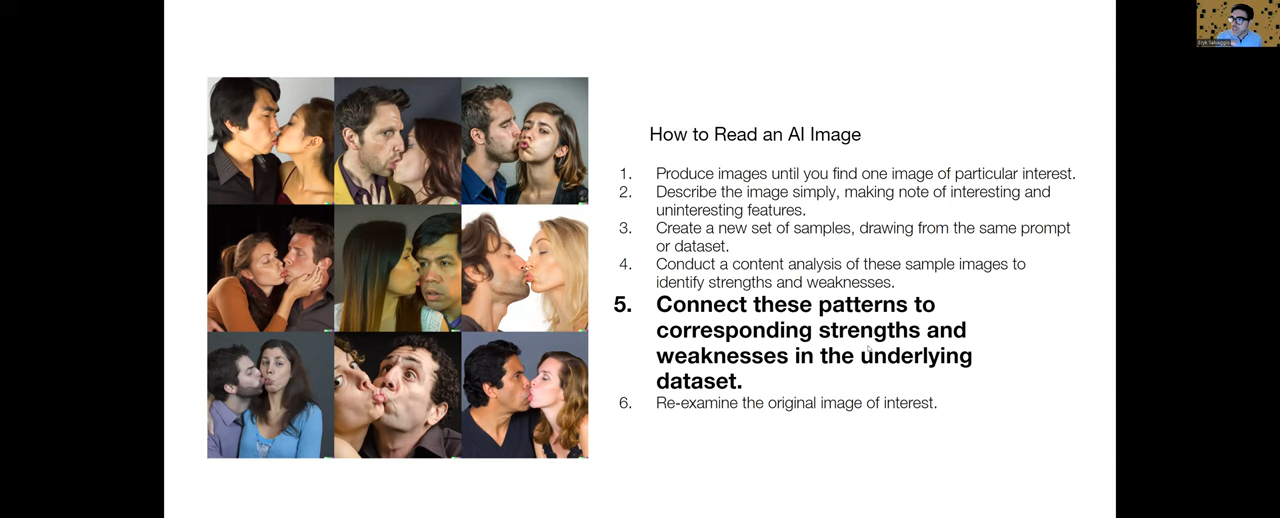 How to Read an AI Image
1. Produce images until you find one image of particular interest.
2. Describe the image simply, making note of interesting and
uninteresting features.
3. Create a new set of samples, drawing from the same prompt
or dataset.
4. Conduct a content analysis of these sample images to
identify strengths and weaknesses.
5. Connect these patterns to
corresponding strengths and
weaknesses in the underlying
dataset.
6. Re-examine the original image of interest.
Eryk Salvaggio